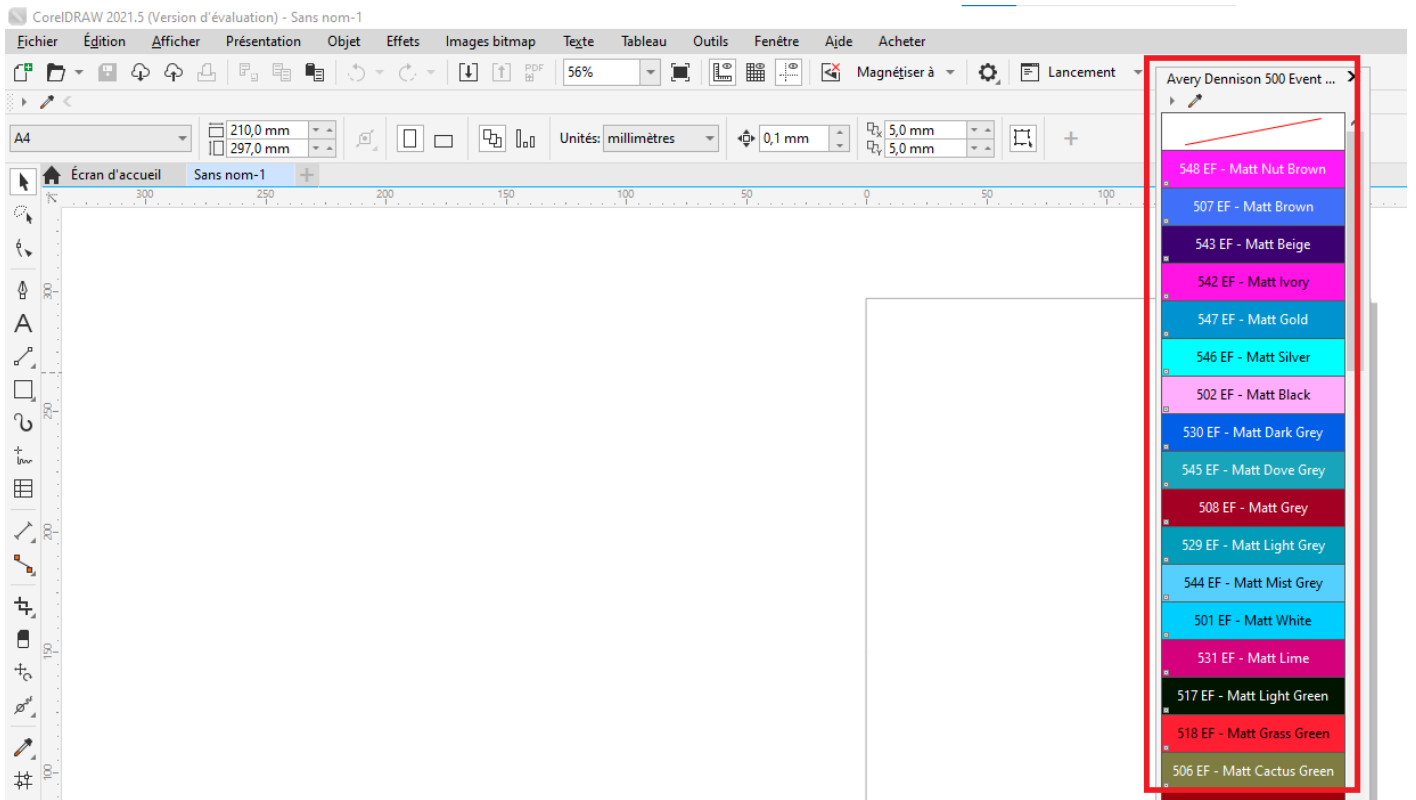 CorelDRAW 2021.5 (Version d'évaluation) - Sans nom-1
Fichier Édition Afficher Présentation Objet Effets Images bitmap Texte Tableau Outils Fenêtre Aide Acheter
PDF 56% Magnétiser à Lancement
A4 210,0 mm 297,0 mm Unités: millimètres 0,1 mm 5,0 mm 5,0 mm
Écran d'accueil Sans nom-1
300 250 200 150 100 50 0 50 100
300
250
200
150
100
Avery Dennison 500 Event ...
548 EF - Matt Nut Brown
507 EF - Matt Brown
543 EF - Matt Beige
542 EF - Matt Ivory
547 EF - Matt Gold
546 EF - Matt Silver
502 EF - Matt Black
530 EF - Matt Dark Grey
545 EF - Matt Dove Grey
508 EF - Matt Grey
529 EF - Matt Light Grey
544 EF - Matt Mist Grey
501 EF - Matt White
531 EF - Matt Lime
517 EF - Matt Light Green
518 EF - Matt Grass Green
506 EF - Matt Cactus Green